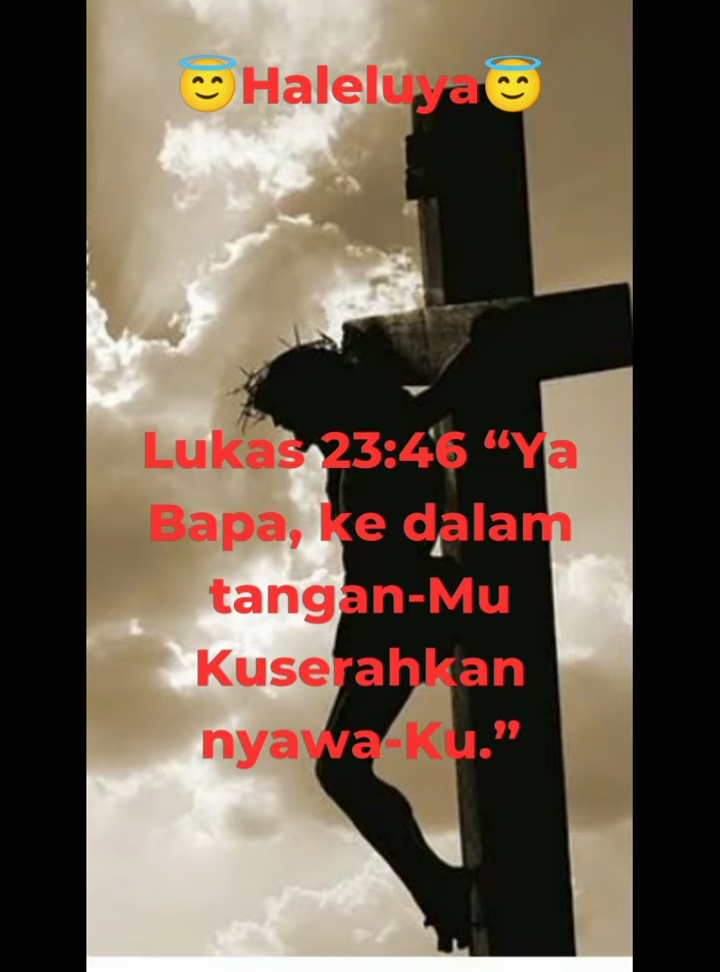 😇Haleluya😇
Lukas 23:46 “Ya
Bapa, ke dalam
tangan-Mu
Kuserahkan
nyawa-Ku.”